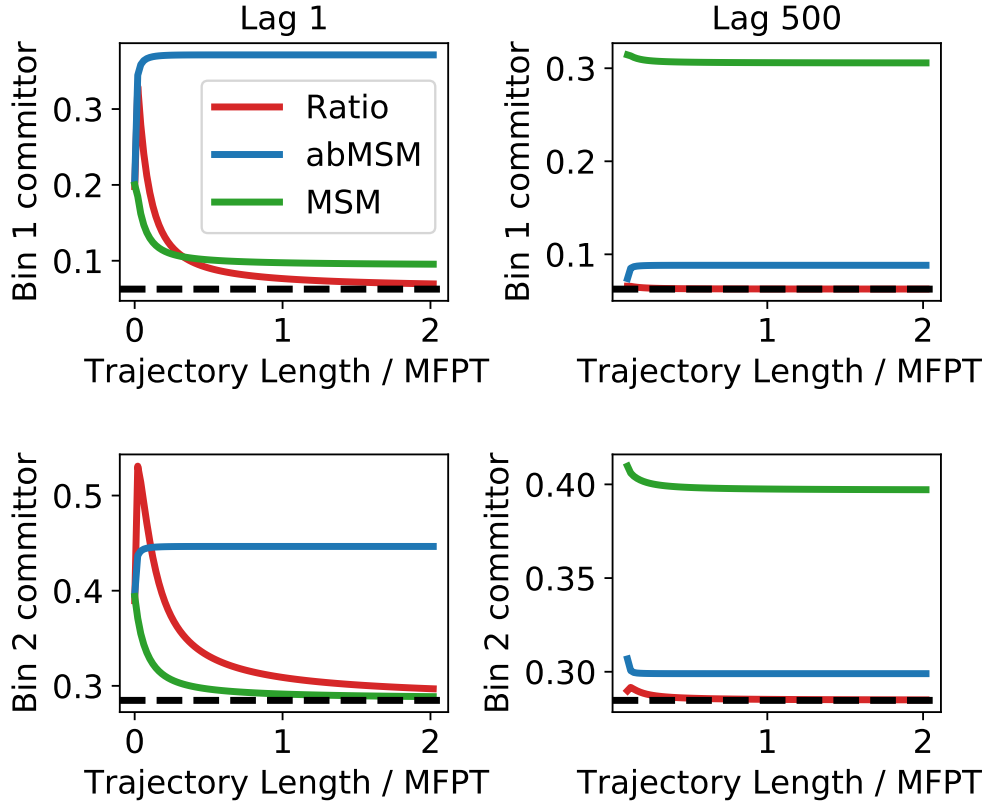 Lag 1
Lag 500
Bin 1 committor
0.3
0.2
0.1
Ratio
abMSM
MSM
0
1
2
Trajectory Length / MFPT
Bin 1 committor
0.3
0.2
0.1
1
2
Trajectory Length / MFPT
Bin 2 committor
0.5
0.4
0.3
0
1
2
Trajectory Length / MFPT
Bin 2 committor
0.40
0.35
0.30
1
2
Trajectory Length / MFPT